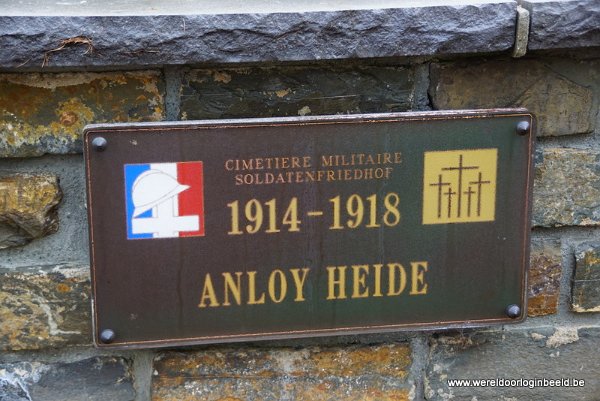 CIMETIERE MILITAIRE
SOLDATENFRIEDHOF
1914-1918
ANLOY HEIDE
www.wereldoorloginbeeld.be